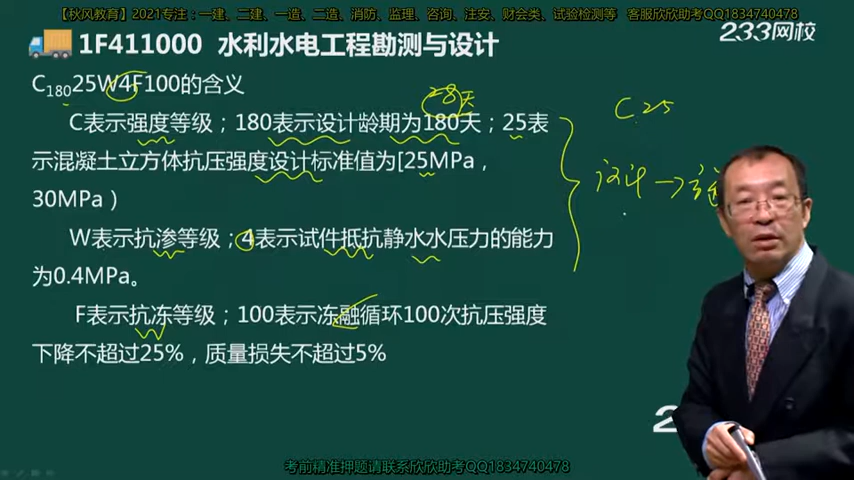 【秋风教育】2021专注：一建、二建、一造、二造、消防、监理、咨询、注安、财会类、试验检测等 客服欣欣助考QQ1834740478
1F411000 水利水电工程勘测与设计
233网校
C18025W4F100的含义
28天
C25
C表示强度等级；180表示设计龄期为180天；25表
示混凝土立方体抗压强度设计标准值为[25MPa，
30MPa）
设计→
W表示抗渗等级；4表示试件抵抗静水水压力的能力
为0.4MPa。
F表示抗冻等级；100表示冻融循环100次抗压强度
下降不超过25%，质量损失不超过5%
考前精准押题请联系欣欣助考QQ1834740478